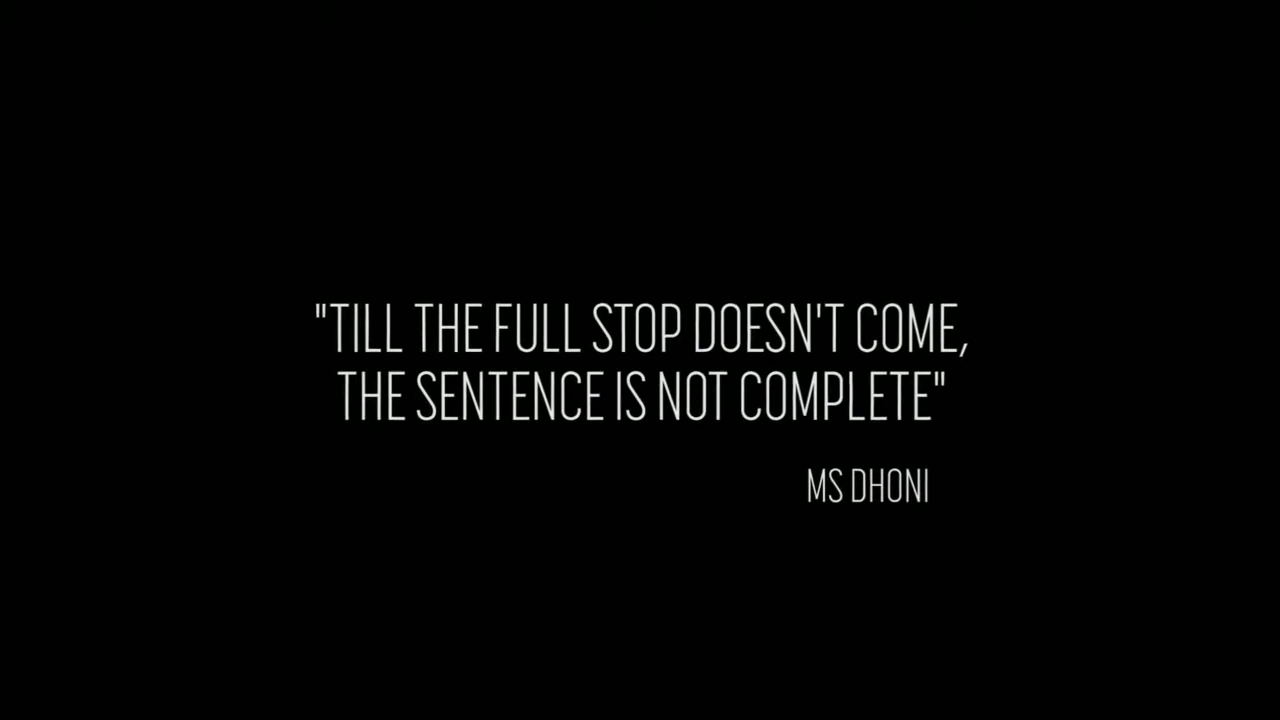 "TILL THE FULL STOP DOESN'T COME,
THE SENTENCE IS NOT COMPLETE"
MS DHONI